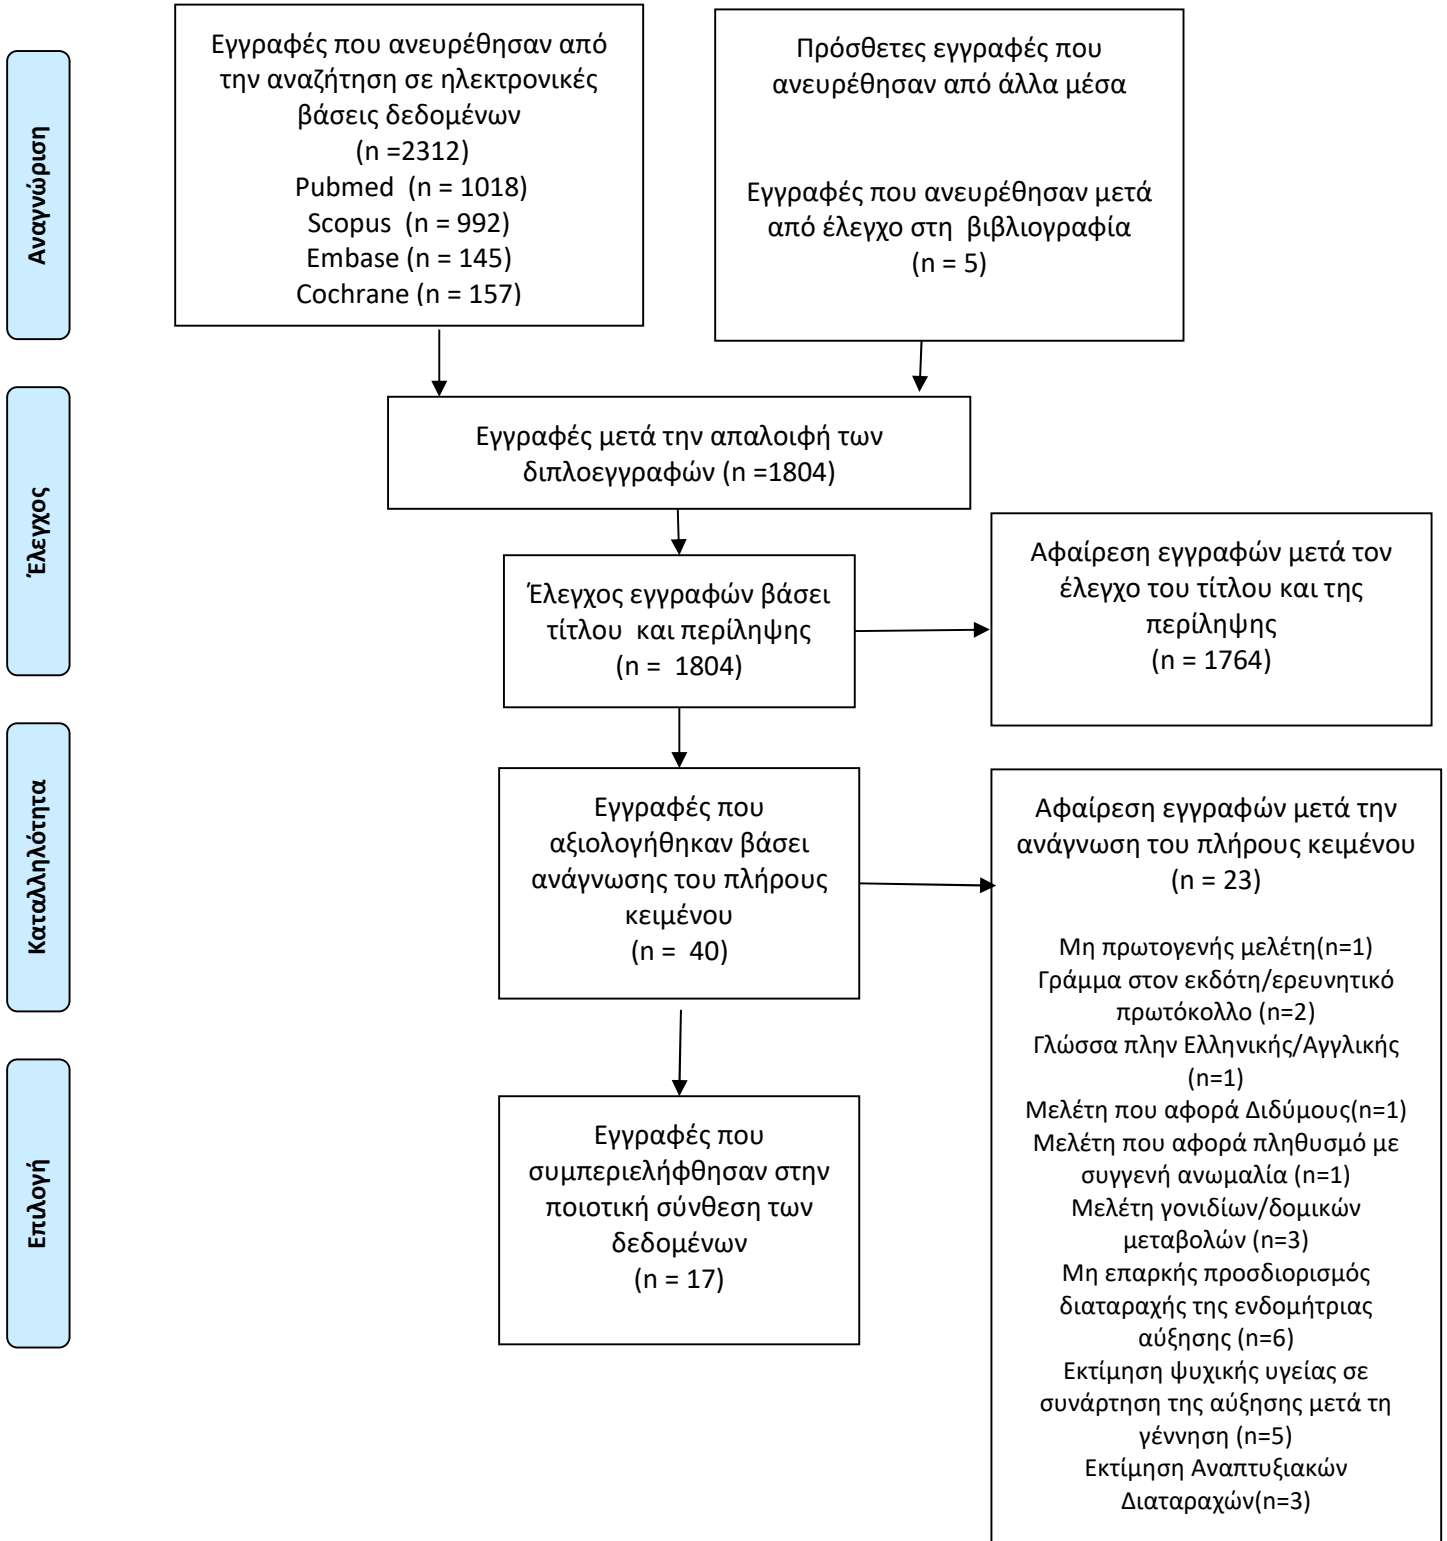 Αναγνώριση
Εγγραφές που ανευρέθησαν από
την αναζήτηση σε ηλεκτρονικές
βάσεις δεδομένων
(n =2312)
Pubmed (n = 1018)
Scopus (n = 992)
Embase (n = 145)
Cochrane (n = 157)
Πρόσθετες εγγραφές που
ανευρέθησαν από άλλα μέσα
Εγγραφές που ανευρέθησαν μετά
από έλεγχο στη βιβλιογραφία
(n = 5)
Έλεγχος
Εγγραφές μετά την απαλοιφή των
διπλοεγγραφών (n =1804)
Έλεγχος εγγραφών βάσει
τίτλου και περίληψης
(n = 1804)
Αφαίρεση εγγραφών μετά τον
έλεγχο του τίτλου και της
περίληψης
(n = 1764)
Καταλληλότητα
Εγγραφές που
αξιολογήθηκαν βάσει
ανάγνωσης του πλήρους
κειμένου
(n = 40)
Αφαίρεση εγγραφών μετά την
ανάγνωση του πλήρους κειμένου
(n = 23)
Μη πρωτογενής μελέτη(n=1)
Γράμμα στον εκδότη/ερευνητικό
πρωτόκολλο (n=2)
Γλώσσα πλην Ελληνικής/Αγγλικής
(n=1)
Μελέτη που αφορά Διδύμους(n=1)
Μελέτη που αφορά πληθυσμό με
συγγενή ανωμαλία (n=1)
Μελέτη γονιδίων/δομικών
μεταβολών (n=3)
Μη επαρκής προσδιορισμός
διαταραχής της ενδομήτριας
αύξησης (n=6)
Εκτίμηση ψυχικής υγείας σε
συνάρτηση της αύξησης μετά τη
γέννηση (n=5)
Εκτίμηση Αναπτυξιακών
Διαταραχών(n=3)
Επιλογή
Εγγραφές που
συμπεριελήφθησαν στην
ποιοτική σύνθεση των
δεδομένων
(n = 17)